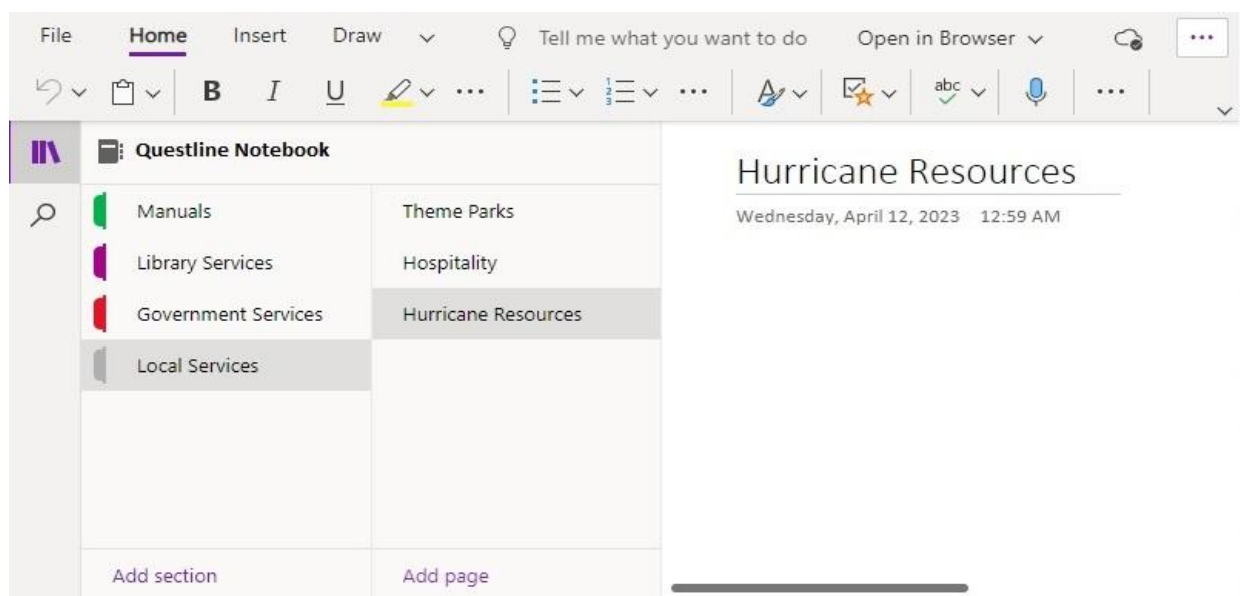 File Home Insert Draw Tell me what you want to do Open in Browser
B I U abc
Questline Notebook
Manuals
Library Services
Government Services
Local Services
Add section
Theme Parks
Hospitality
Hurricane Resources
Add page
Hurricane Resources
Wednesday, April 12, 2023 12:59 AM